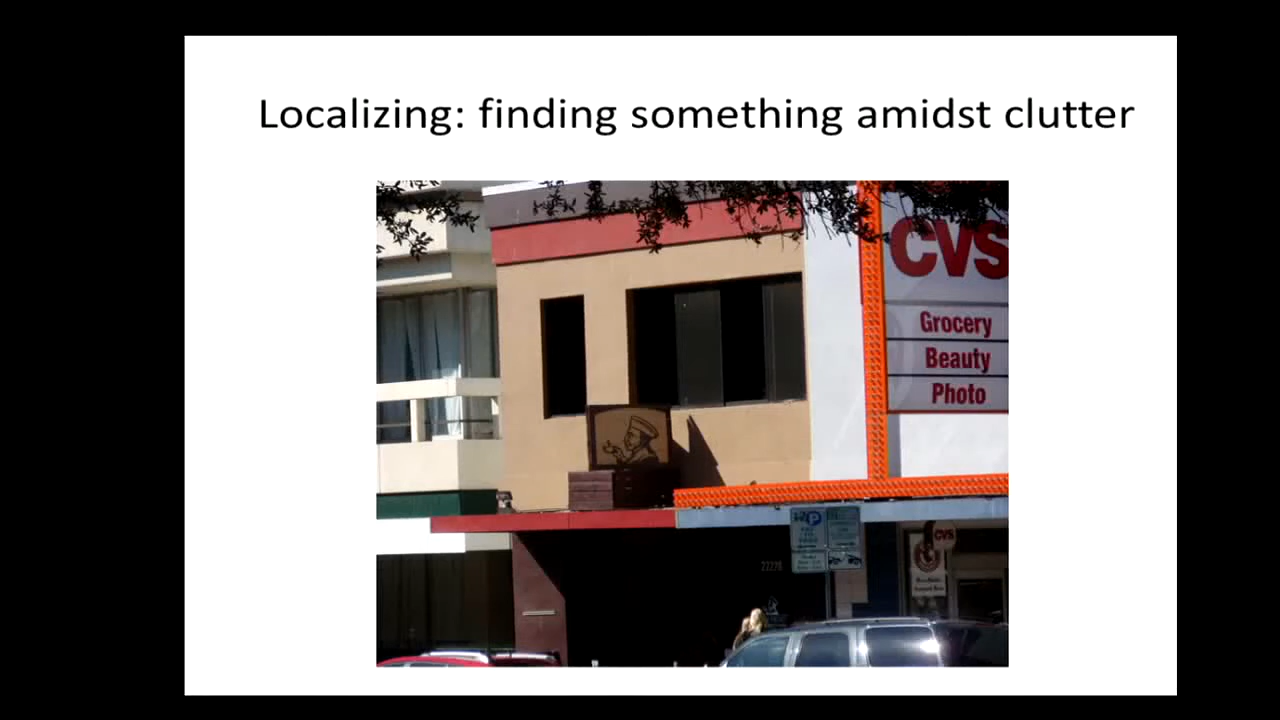 Localizing: finding something amidst clutter
CVS
Grocery
Beauty
Photo
P
CVS